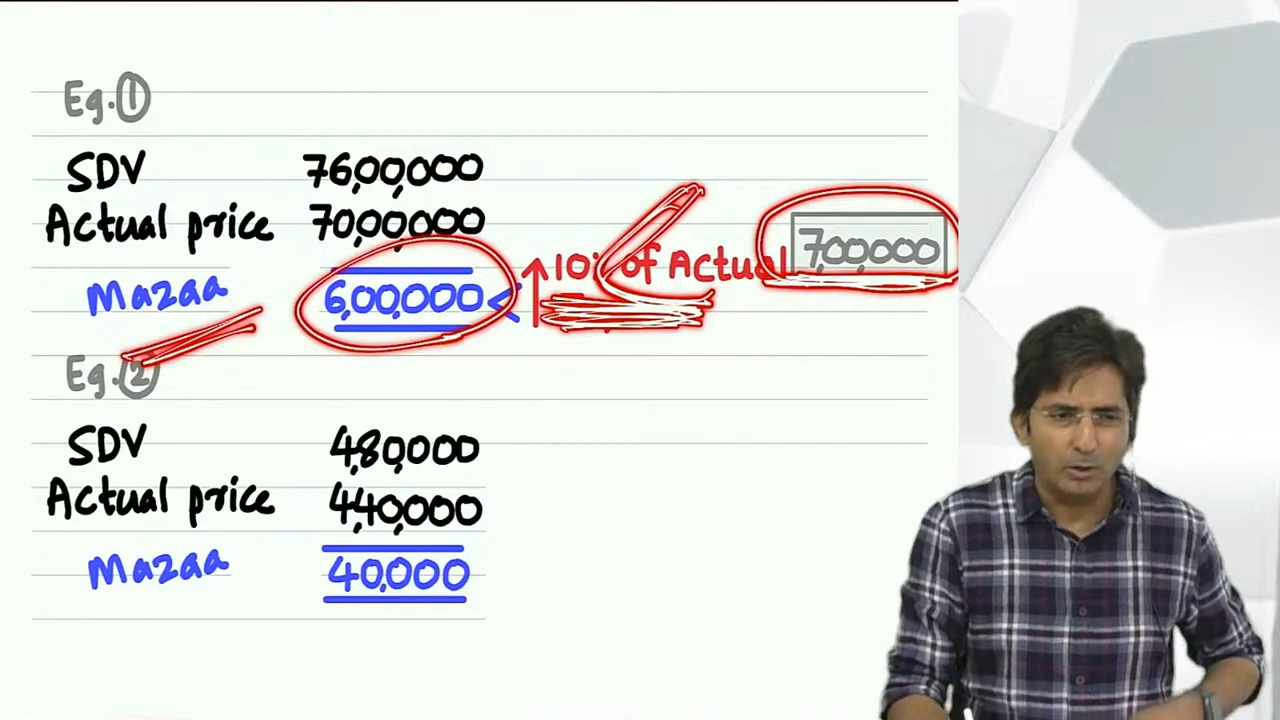 Eg.①
SDV 76,00,000
Actual price 70,00,000
Mazaa 6,00,000 < ↑ 10% of Actual 7,00,000
Eg.②
SDV 4,80,000
Actual price 4,40,000
Mazaa 40,000